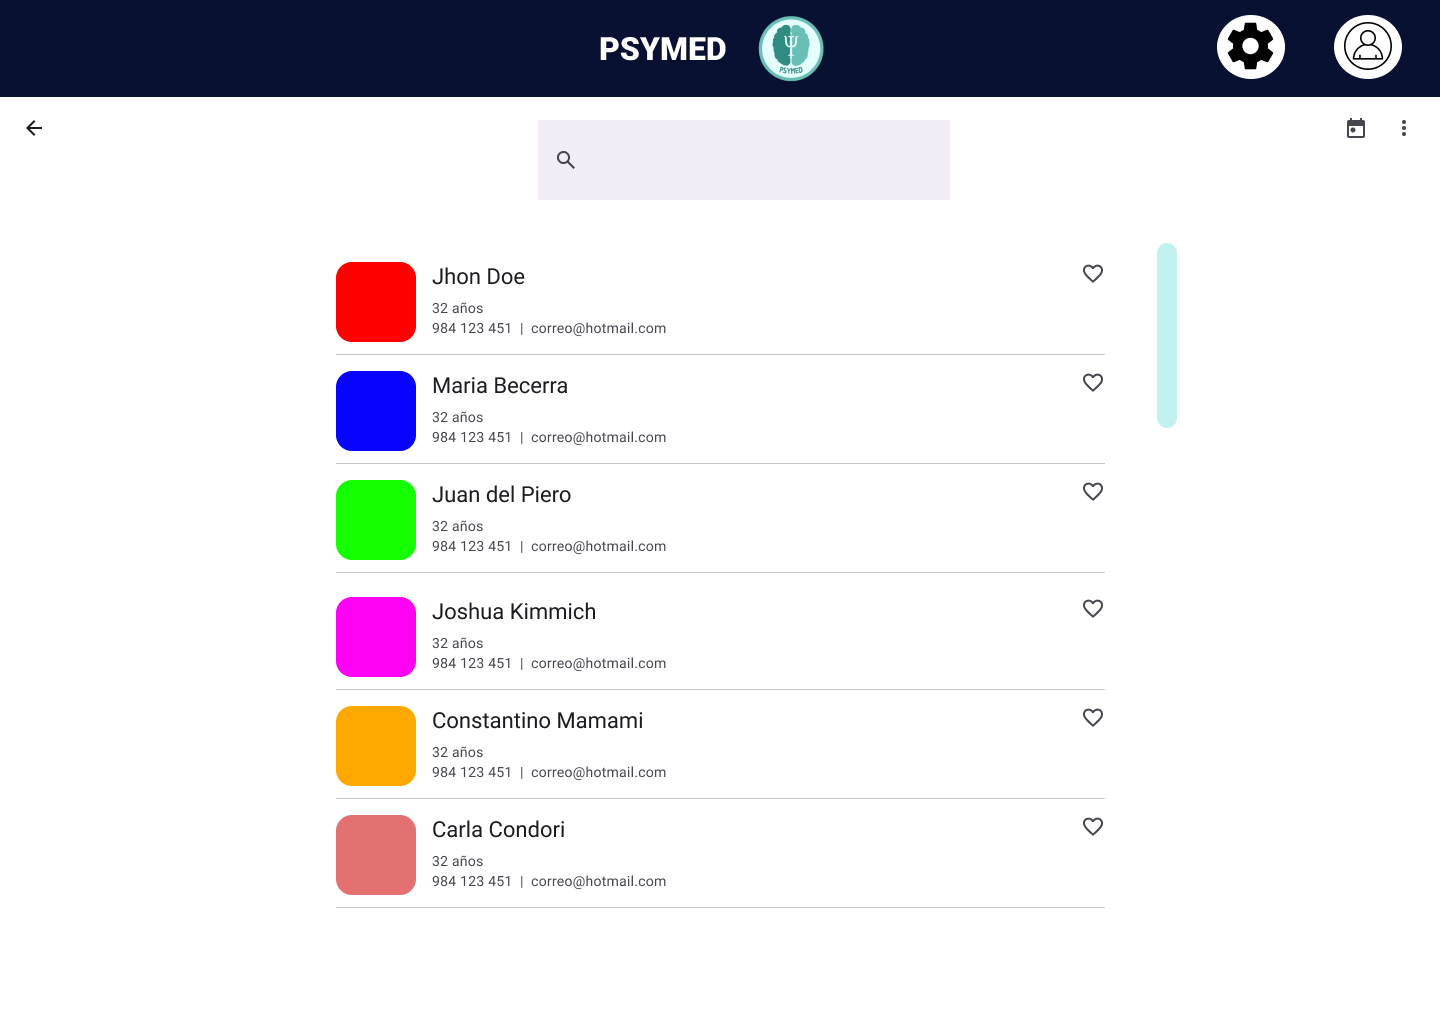 PSYMED
PSYMED
Jhon Doe
32 años
984 123 451 | correo@hotmail.com
Maria Becerra
32 años
984 123 451 | correo@hotmail.com
Juan del Piero
32 años
984 123 451 | correo@hotmail.com
Joshua Kimmich
32 años
984 123 451 | correo@hotmail.com
Constantino Mamami
32 años
984 123 451 | correo@hotmail.com
Carla Condori
32 años
984 123 451 | correo@hotmail.com